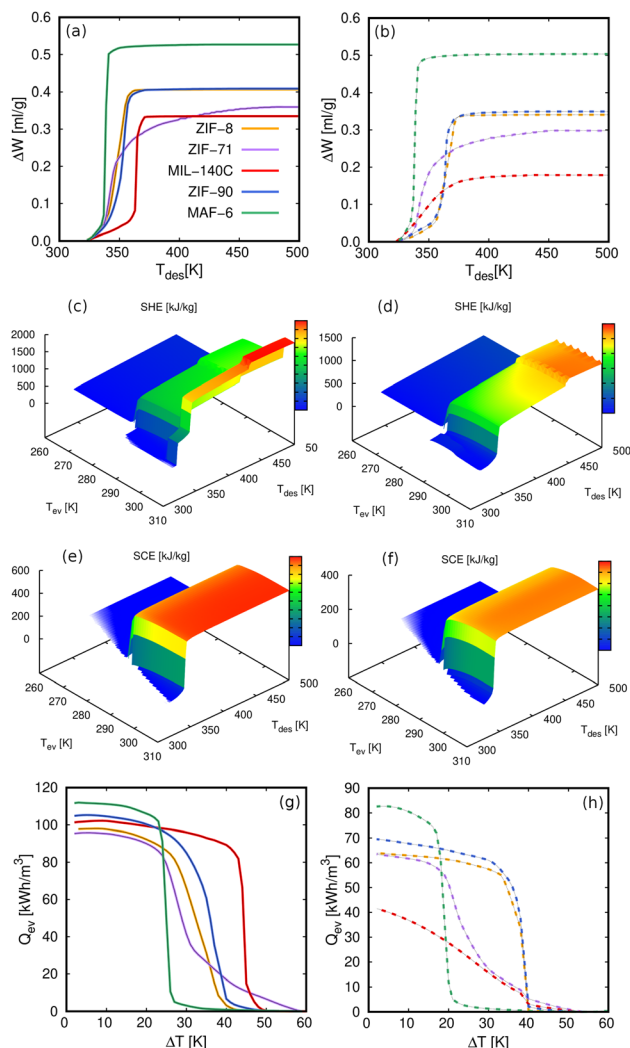 (a)
ΔW [ml/g]
0.6
0.5
0.4
0.3
0.2
0.1
0.0
ZIF-8
ZIF-71
MIL-140C
ZIF-90
MAF-6
300 350 400 450 500
T_des[K]
(b)
ΔW [ml/g]
0.6
0.5
0.4
0.3
0.2
0.1
0.0
300 350 400 450 500
T_des[K]
(c)
SHE [kJ/kg]
2000
1500
1000
500
0
260 270 280 290 300 310
T_ev [K]
300 350 400 450 50
T_des [K]
(d)
SHE [kJ/kg]
1500
1000
500
0
260 270 280 290 300 310
T_ev [K]
300 350 400 450 500
T_des [K]
(e)
SCE [kJ/kg]
600
400
200
0
260 270 280 290 300 310
T_ev [K]
300 350 400 450 500
T_des [K]
(f)
SCE [kJ/kg]
400
200
0
260 270 280 290 300 310
T_ev [K]
300 350 400 450 500
T_des [K]
(g)
Q_ev [kWh/m³]
120
100
80
60
40
20
0
0 10 20 30 40 50 60
ΔT [K]
(h)
Q_ev [kWh/m³]
90
80
70
60
50
40
30
20
10
0
0 10 20 30 40 50 60
ΔT [K]